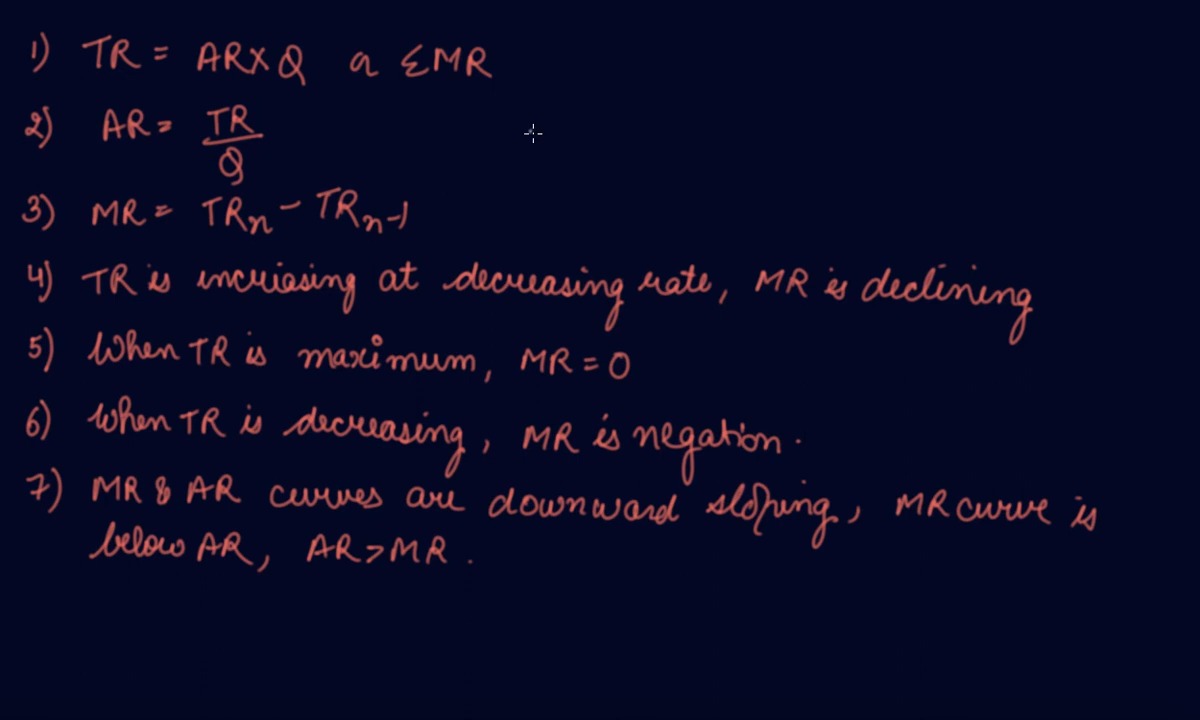 1) TR = AR X Q a ΣMR
2) AR = TR/Q
3) MR = TRn - TRn-1
4) TR is increasing at decreasing rate, MR is declining
5) When TR is maximum, MR = 0
6) When TR is decreasing, MR is negation.
7) MR & AR curves are downward sloping, MR curve is
below AR, AR > MR.